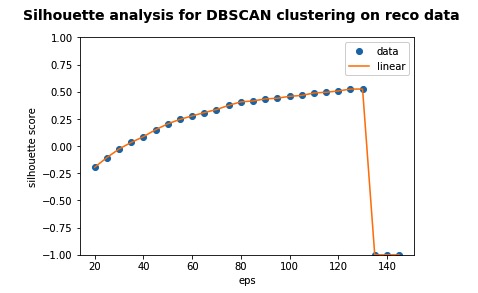 Silhouette analysis for DBSCAN clustering on reco data
1.00
0.75
0.50
0.25
0.00
−0.25
−0.50
−0.75
−1.00
silhouette score
data
linear
20 40 60 80 100 120 140
eps